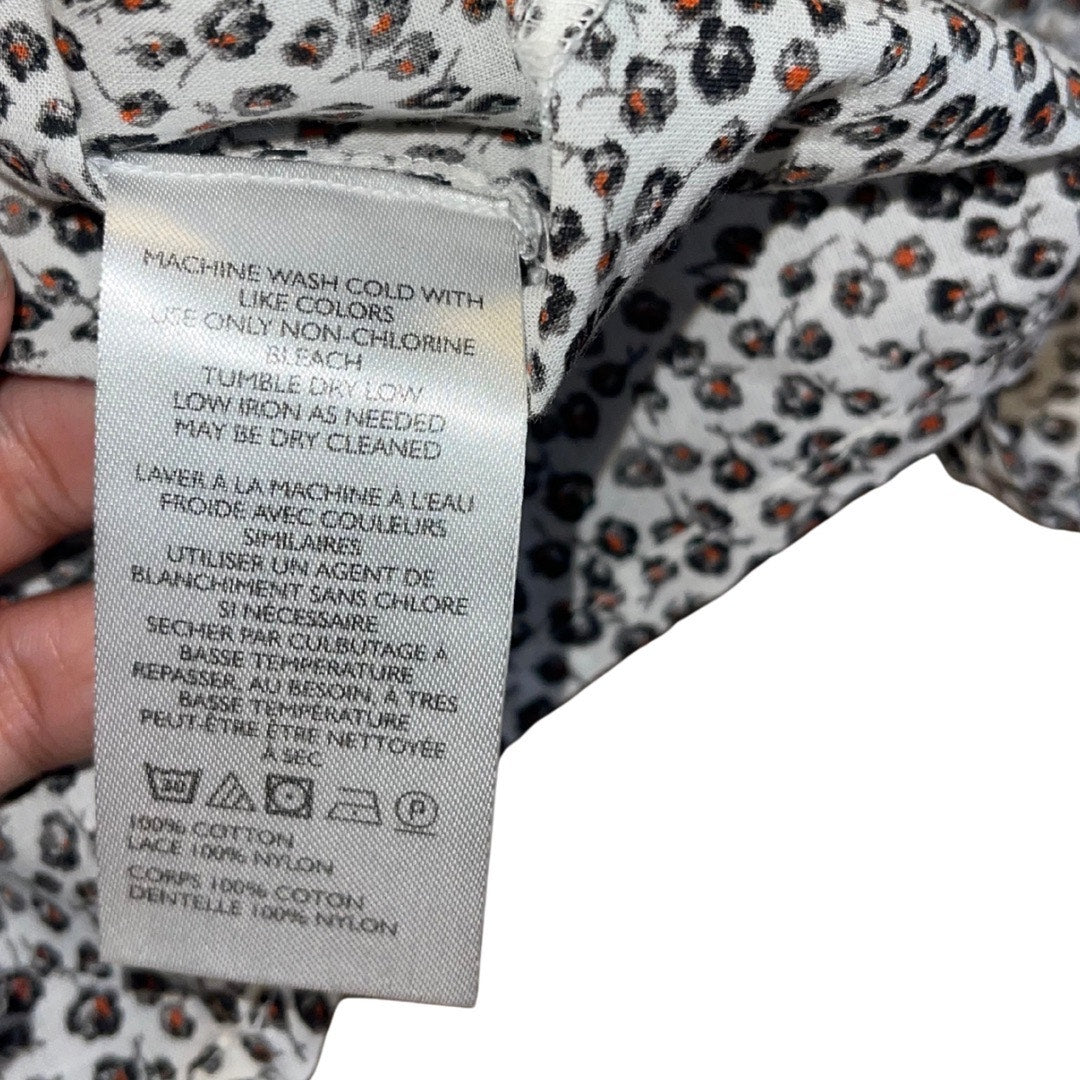 MACHINE WASH COLD WITH
LIKE COLORS
USE ONLY NON-CHLORINE
BLEACH
TUMBLE DRY LOW
LOW IRON AS NEEDED
MAY BE DRY CLEANED
LAVER À LA MACHINE À L'EAU
FROIDE AVEC COULEURS
SIMILAIRES
UTILISER UN AGENT DE
BLANCHIMENT SANS CHLORE
SI NÉCESSAIRE
SECHER PAR CULBUTAGE À
BASSE TEMPÉRATURE
REPASSER, AU BESOIN, À TRÈS
BASSE TEMPÉRATURE
PEUT-ÊTRE ÊTRE NETTOYÉE
À SEC
30 P
100% COTTON
LACE 100% NYLON
CORPS 100% COTON
DENTELLE 100% NYLON